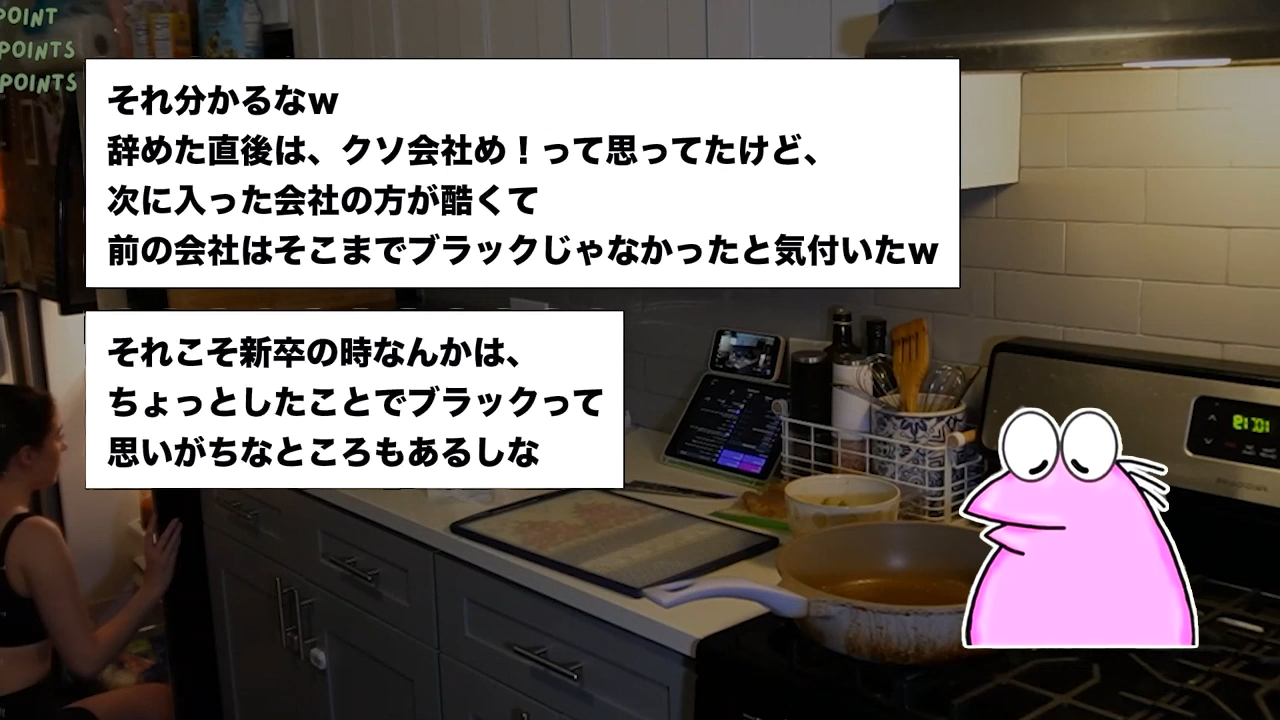 POINT
POINTS
POINTS
それ分かるなw
辞めた直後は、クソ会社め！って思ってたけど、
次に入った会社の方が酷くて
前の会社はそこまでブラックじゃなかったと気付いたw
それこそ新卒の時なんかは、
ちょっとしたことでブラックって
思いがちなところもあるしな